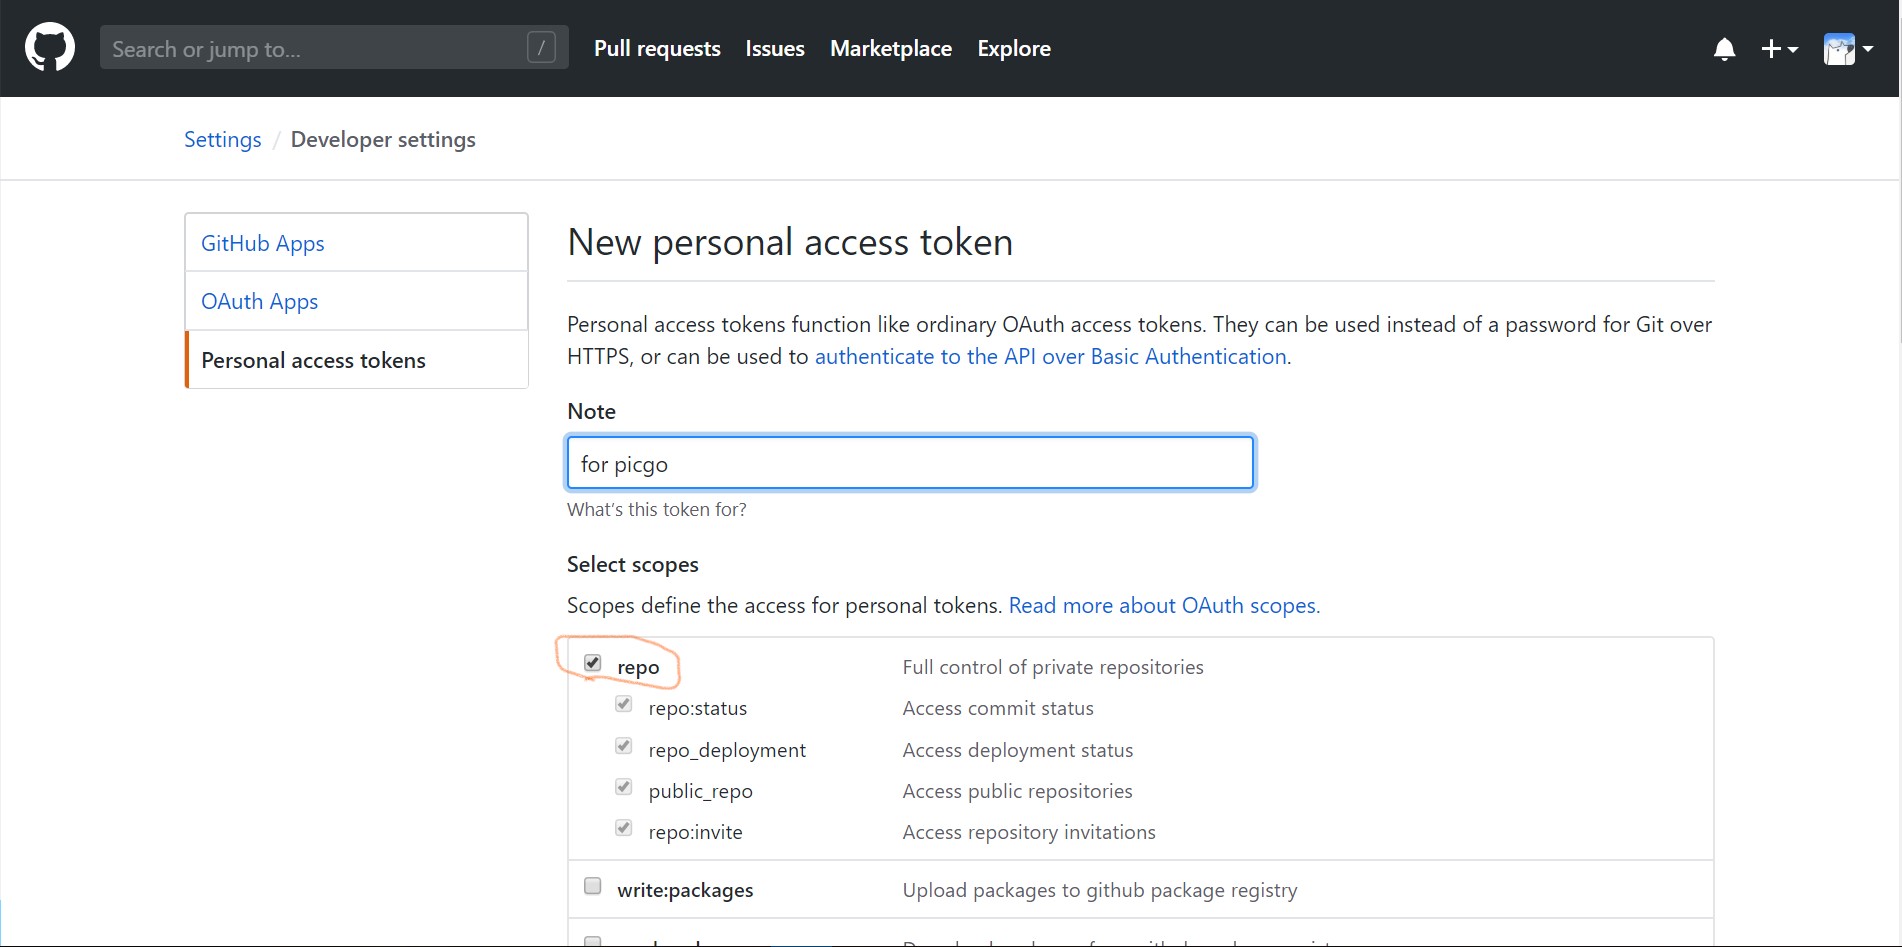 Search or jump to...
/
Pull requests
Issues
Marketplace
Explore
Settings / Developer settings
GitHub Apps
OAuth Apps
Personal access tokens
New personal access token
Personal access tokens function like ordinary OAuth access tokens. They can be used instead of a password for Git over
HTTPS, or can be used to authenticate to the API over Basic Authentication.
Note
for picgo
What's this token for?
Select scopes
Scopes define the access for personal tokens. Read more about OAuth scopes.
repo Full control of private repositories
repo:status Access commit status
repo_deployment Access deployment status
public_repo Access public repositories
repo:invite Access repository invitations
write:packages Upload packages to github package registry